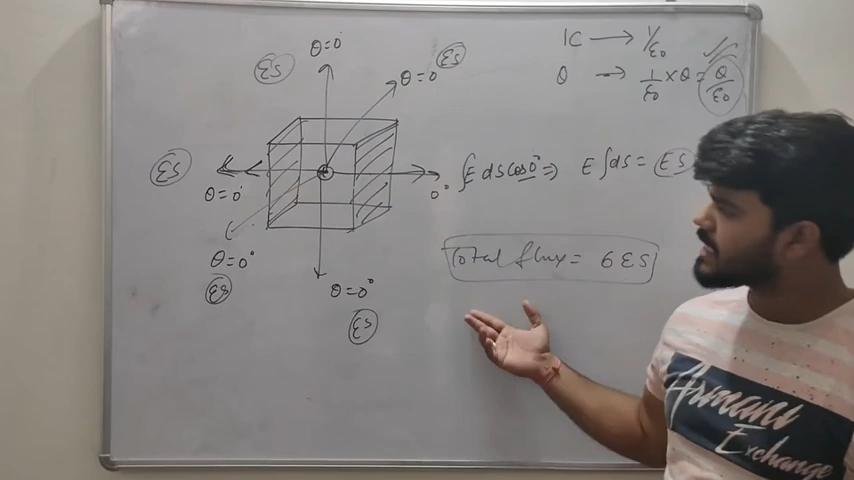 θ=0°
ES
θ=0°
ES
1C → 1/ε0
Q → 1/ε0 × Q = Q/ε0
ES
θ=0°
0°
∫E ds cos0° ⇒ E∫ds = ES
θ=0°
ES
Total flux = 6ES
θ=0°
ES
Armani
Exchange